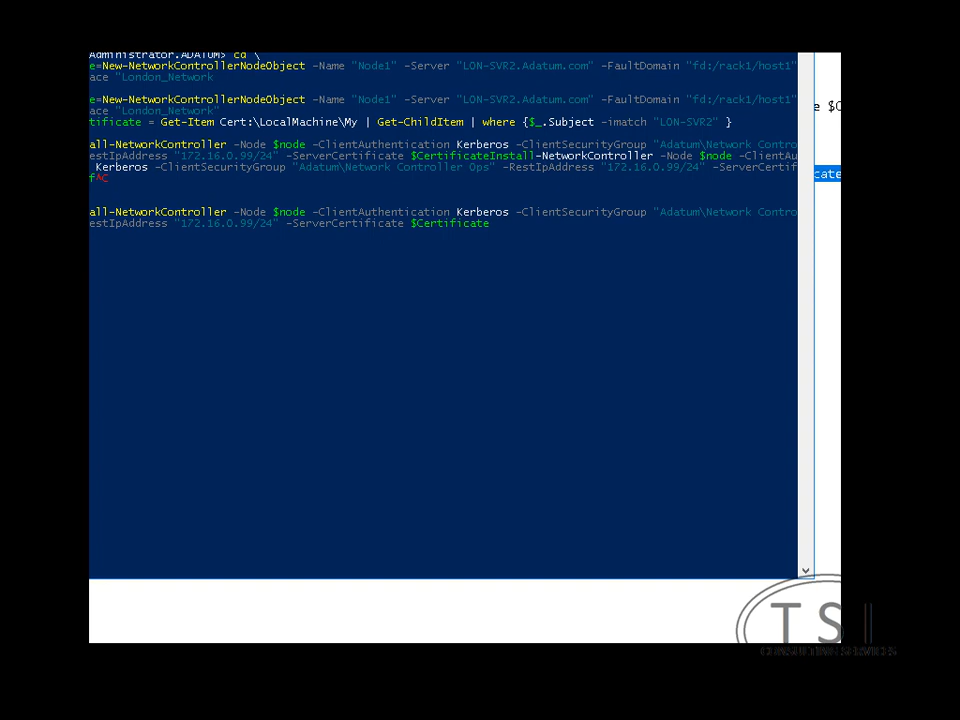 Administrator.ADATUM> cd \
e=New-NetworkControllerNodeObject -Name "Node1" -Server "LON-SVR2.Adatum.com" -FaultDomain "fd:/rack1/host1"
ace "London_Network
e=New-NetworkControllerNodeObject -Name "Node1" -Server "LON-SVR2.Adatum.com" -FaultDomain "fd:/rack1/host1"
ace "London_Network"
tificate = Get-Item Cert:\LocalMachine\My | Get-ChildItem | where {$_.Subject -imatch "LON-SVR2" }
all-NetworkController -Node $node -ClientAuthentication Kerberos -ClientSecurityGroup "Adatum\Network Contro
estIpAddress "172.16.0.99/24" -ServerCertificate $CertificateInstall-NetworkController -Node $node -ClientAu
Kerberos -ClientSecurityGroup "Adatum\Network Controller Ops" -RestIpAddress "172.16.0.99/24" -ServerCertif
f^C
all-NetworkController -Node $node -ClientAuthentication Kerberos -ClientSecurityGroup "Adatum\Network Contro
estIpAddress "172.16.0.99/24" -ServerCertificate $Certificate
e $C
cate
TSI
CONSULTING SERVICES